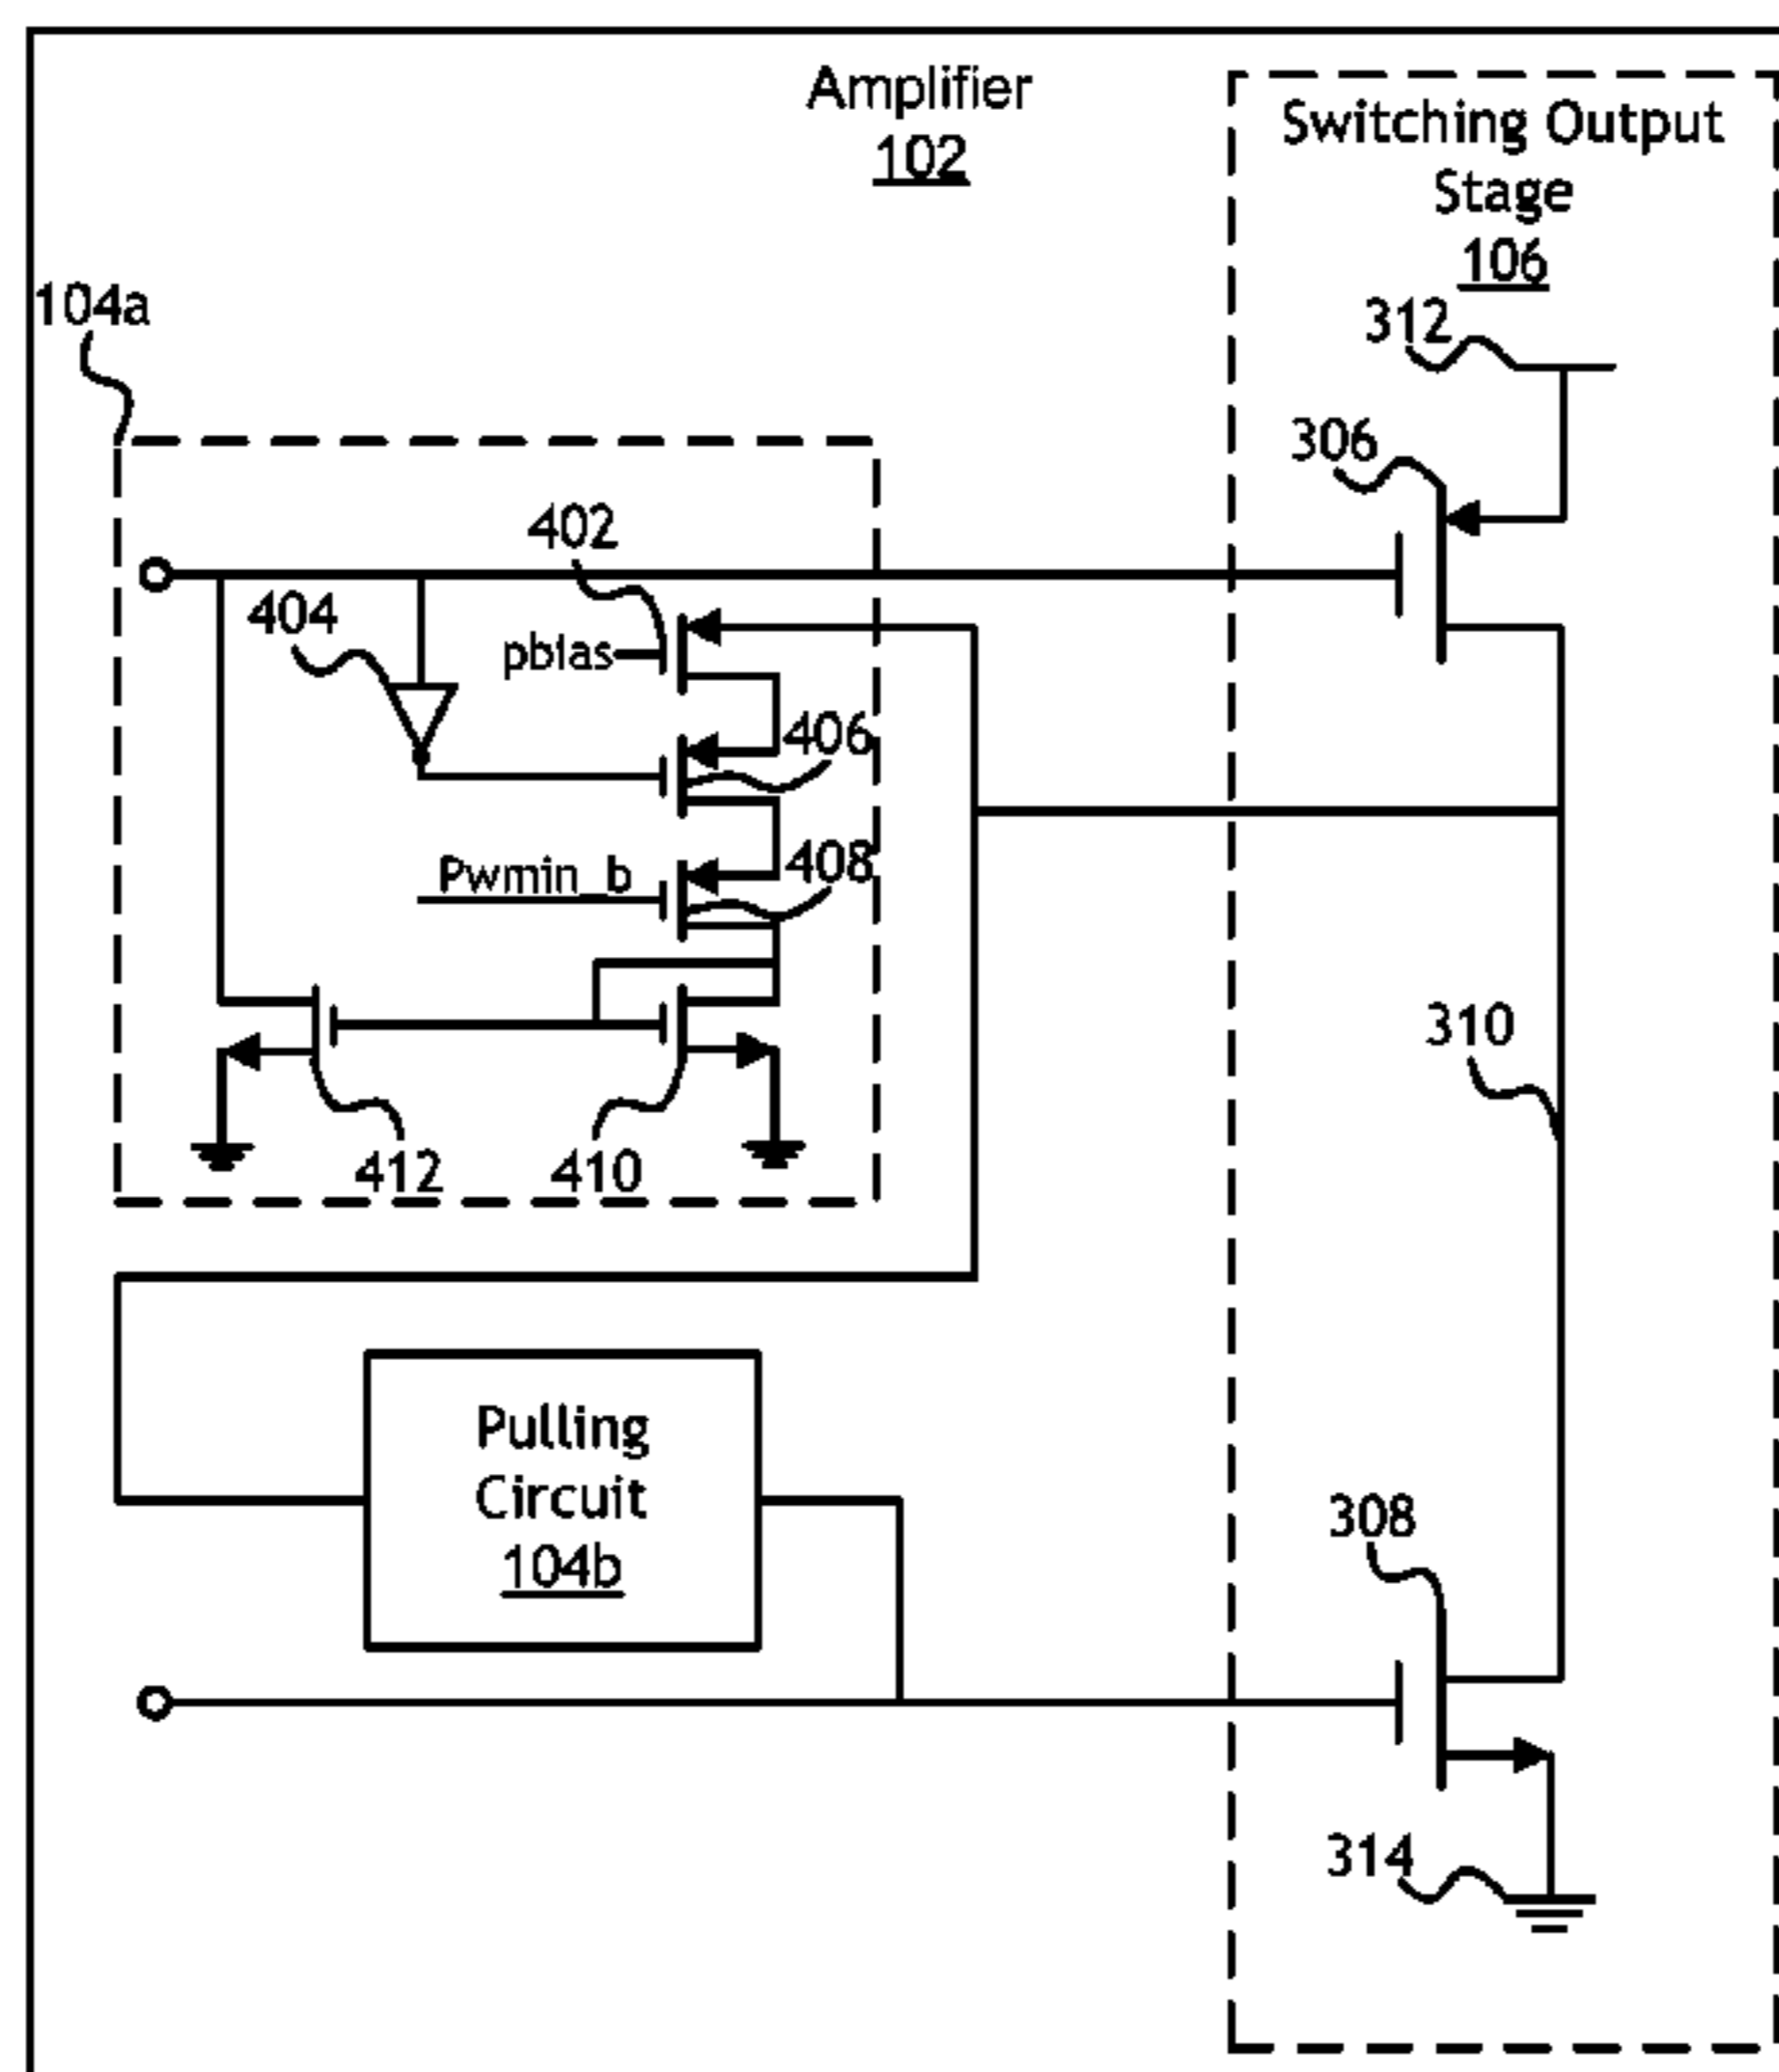 Amplifier
102
Switching Output
Stage
106
312
104a
306
402
404
pbias
406
408
Pwmin_b
310
412
410
Pulling
Circuit
104b
308
314